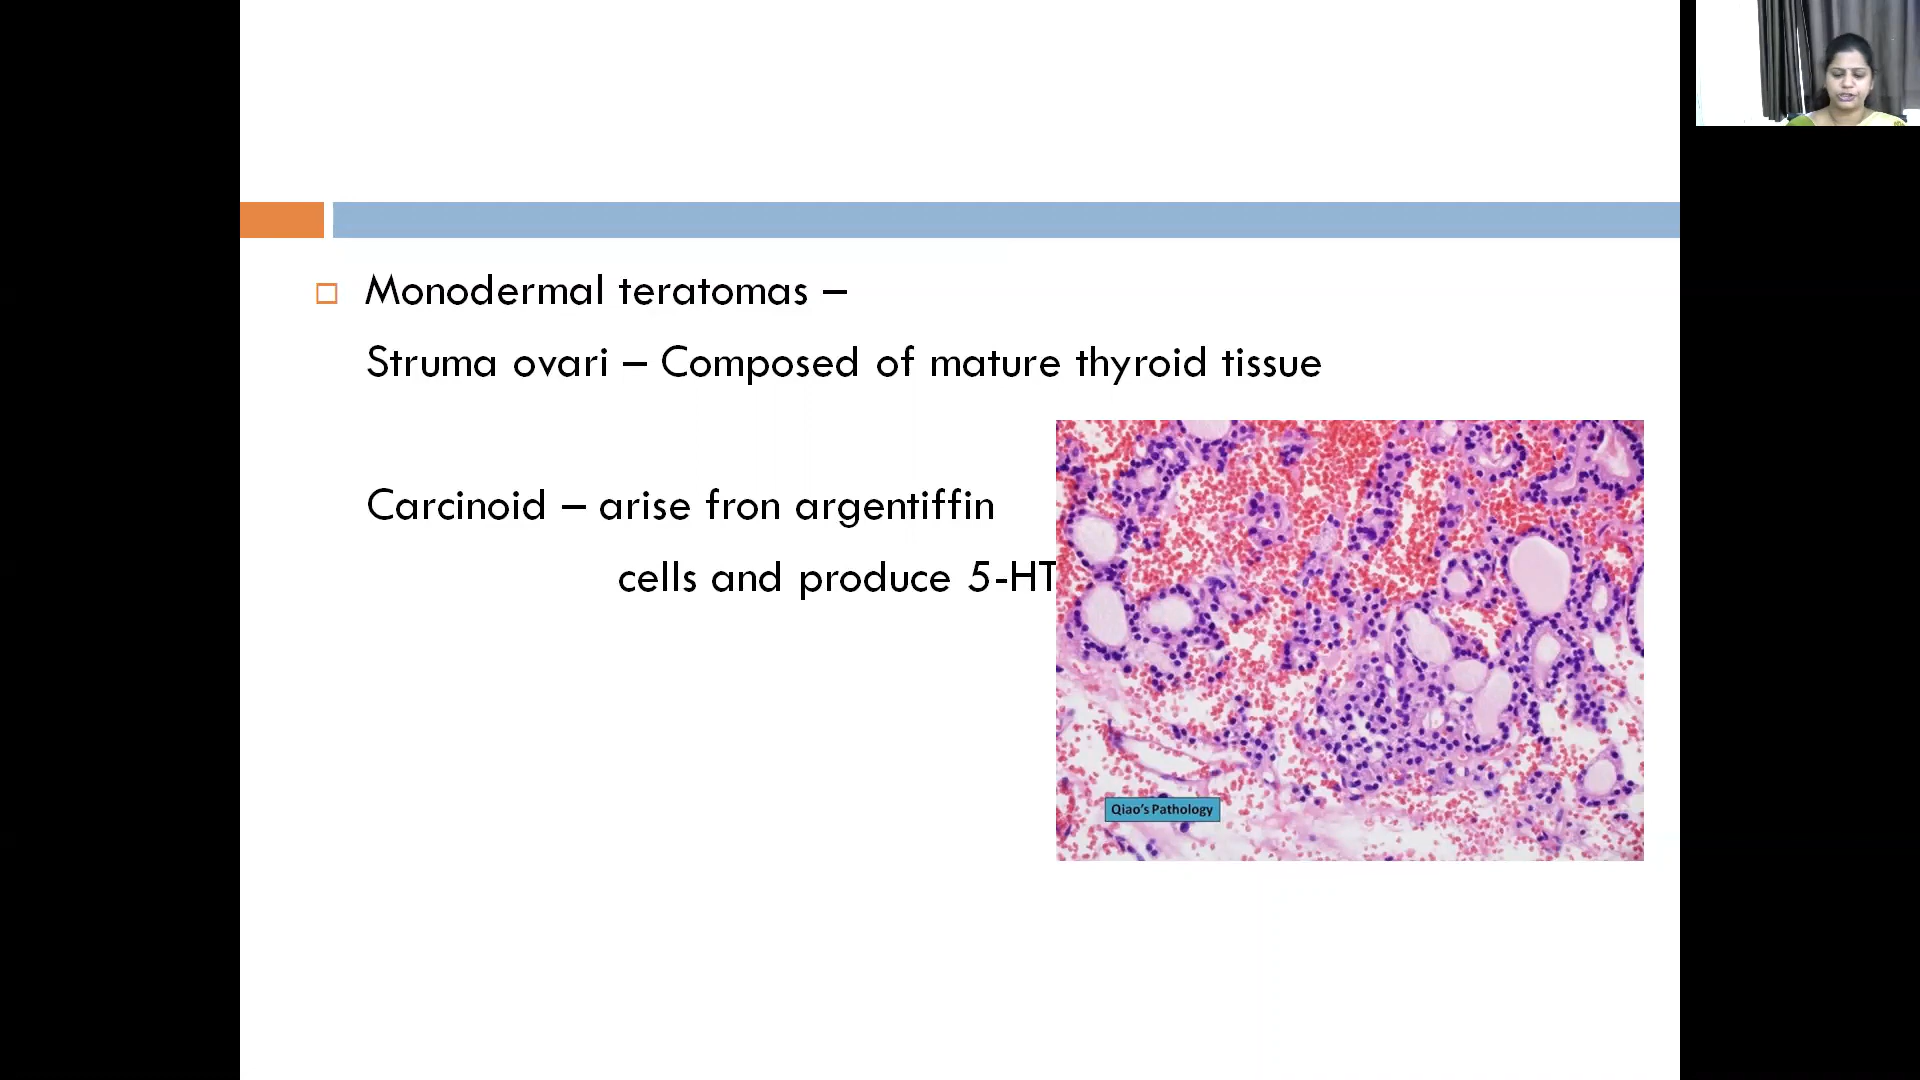 Monodermal teratomas –
Struma ovari – Composed of mature thyroid tissue
Carcinoid – arise fron argentiffin
cells and produce 5-HT
Qiao's Pathology